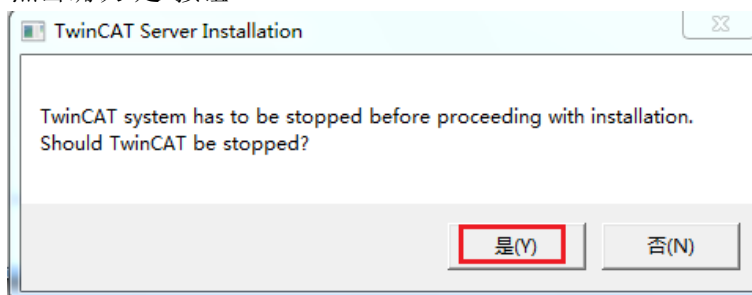 TwinCAT Server Installation
TwinCAT system has to be stopped before proceeding with installation.
Should TwinCAT be stopped?
是(Y)
否(N)